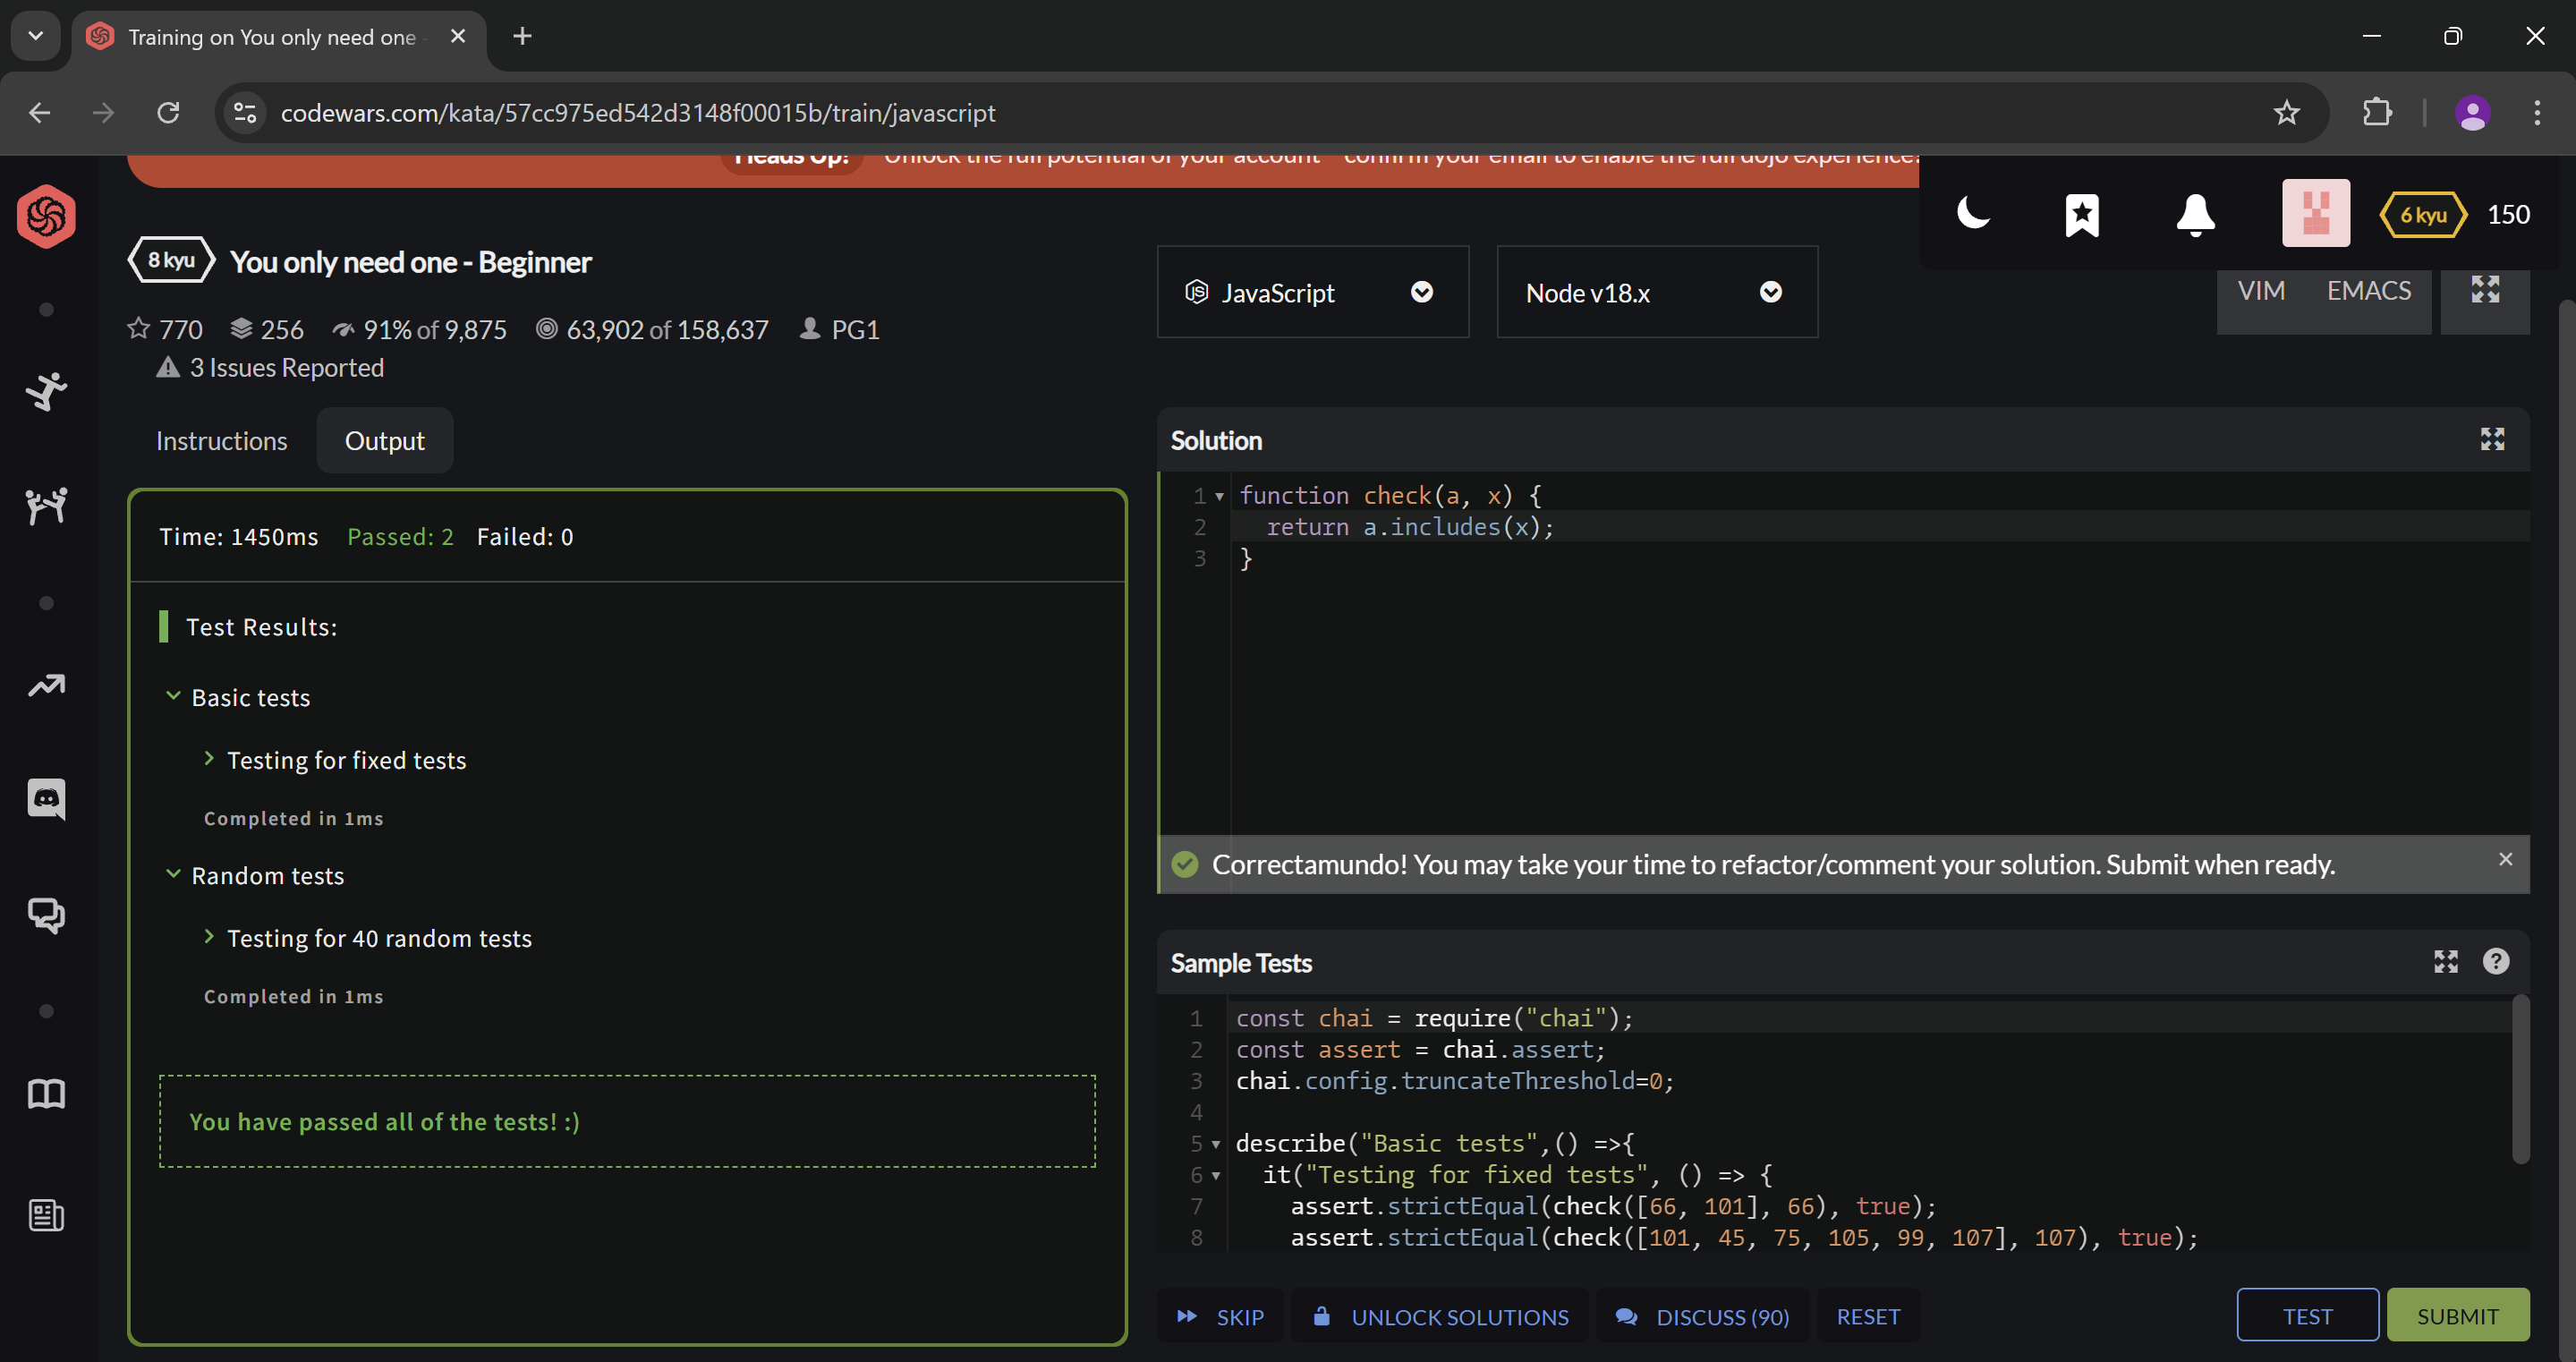 Training on You only need one -
codewars.com/kata/57cc975ed542d3148f00015b/train/javascript
Heads Up! Unlock the full potential of your account confirm your email to enable the full dojo experience.
6 kyu 150
8 kyu You only need one - Beginner
770 256 91% of 9,875 63,902 of 158,637 PG1
3 Issues Reported
JavaScript
Node v18.x
VIM EMACS
Instructions Output
Time: 1450ms Passed: 2 Failed: 0
Test Results:
Basic tests
Testing for fixed tests
Completed in 1ms
Random tests
Testing for 40 random tests
Completed in 1ms
You have passed all of the tests! :)
Solution
1 function check(a, x) {
2 return a.includes(x);
3 }
Correctamundo! You may take your time to refactor/comment your solution. Submit when ready.
Sample Tests
1 const chai = require("chai");
2 const assert = chai.assert;
3 chai.config.truncateThreshold=0;
4
5 describe("Basic tests",() =>{
6 it("Testing for fixed tests", () => {
7 assert.strictEqual(check([66, 101], 66), true);
8 assert.strictEqual(check([101, 45, 75, 105, 99, 107], 107), true);
SKIP UNLOCK SOLUTIONS DISCUSS (90) RESET TEST SUBMIT